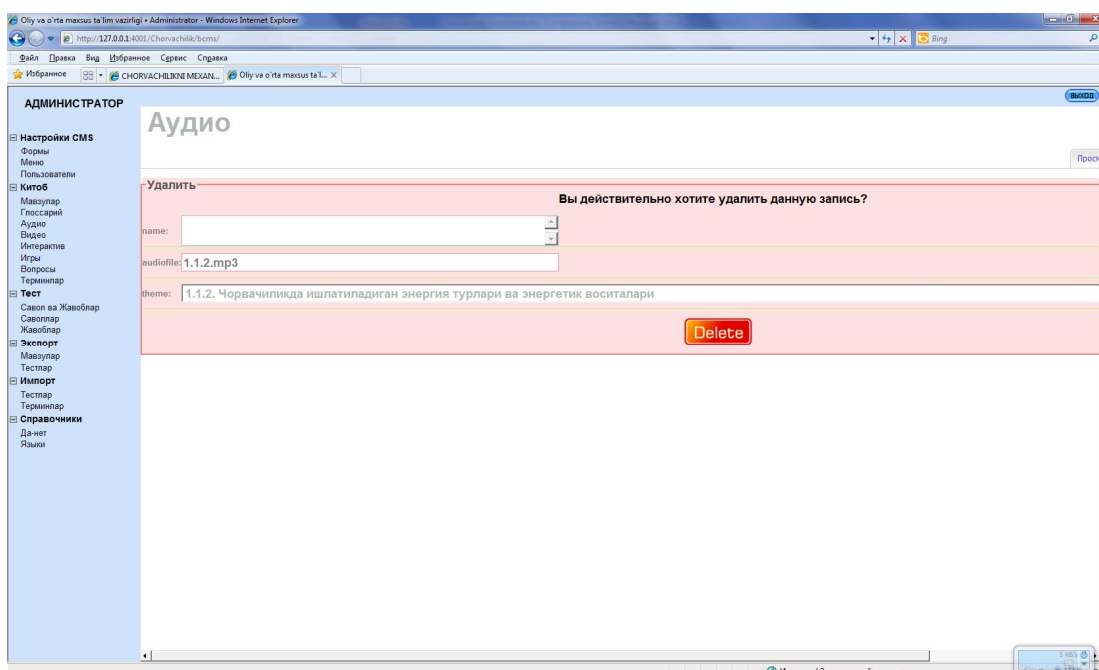 Oliy va o'rta maxsus ta'lim vazirligi • Administrator - Windows Internet Explorer
http://127.0.0.1:4001/Chorvachilik/bcms/
Bing
Файл Правка Вид Избранное Сервис Справка
Избранное CHORVACHILIKNI MEXAN... Oliy va o'rta maxsus ta'l... X
выход
АДМИНИСТРАТОР
Аудио
Просм
Настройки CMS
Формы
Меню
Пользователи
Китоб
Мавзулар
Глоссарий
Аудио
Видео
Интерактив
Игры
Вопросы
Терминлар
Тест
Савол ва Жавоблар
Саволлар
Жавоблар
Экспорт
Мавзулар
Тестлар
Импорт
Тестлар
Терминлар
Справочники
Да-нет
Языки
Удалить
Вы действительно хотите удалить данную запись?
name:
audiofile: 1.1.2.mp3
theme: 1.1.2. Чорвачиликда ишлатиладиган энергия турлари ва энергетик воситалари
Delete